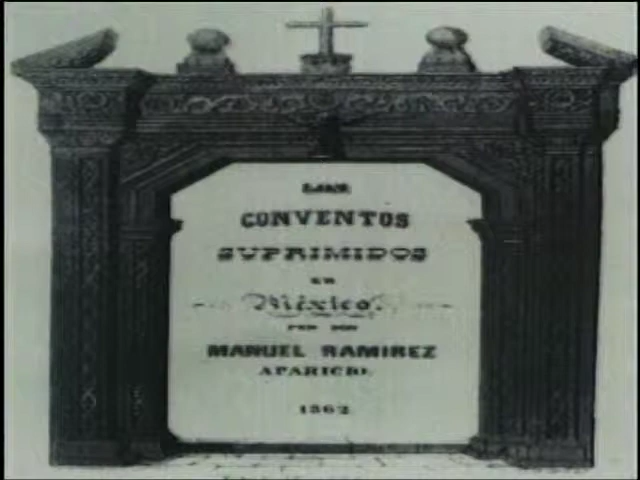 LOS
CONVENTOS
SUPRIMIDOS
EN
México.
POR DON
MANUEL RAMIREZ
APARICIO.
1862